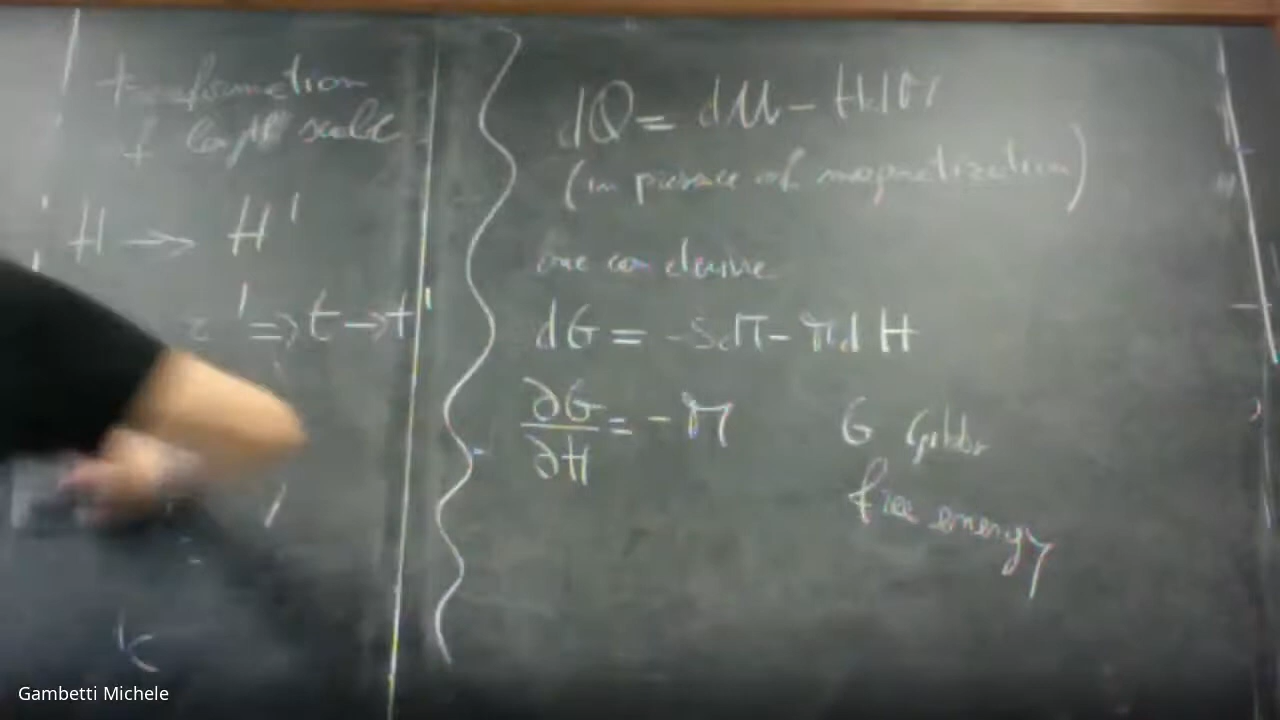 transformation
of length scale
H → H'
' ⇒ t → t'
k
dQ = dU - HdM
(in presence of magnetization)
one can derive
dG = -SdT - MdH
∂G/∂H = -M
G Gibbs
free energy
Gambetti Michele